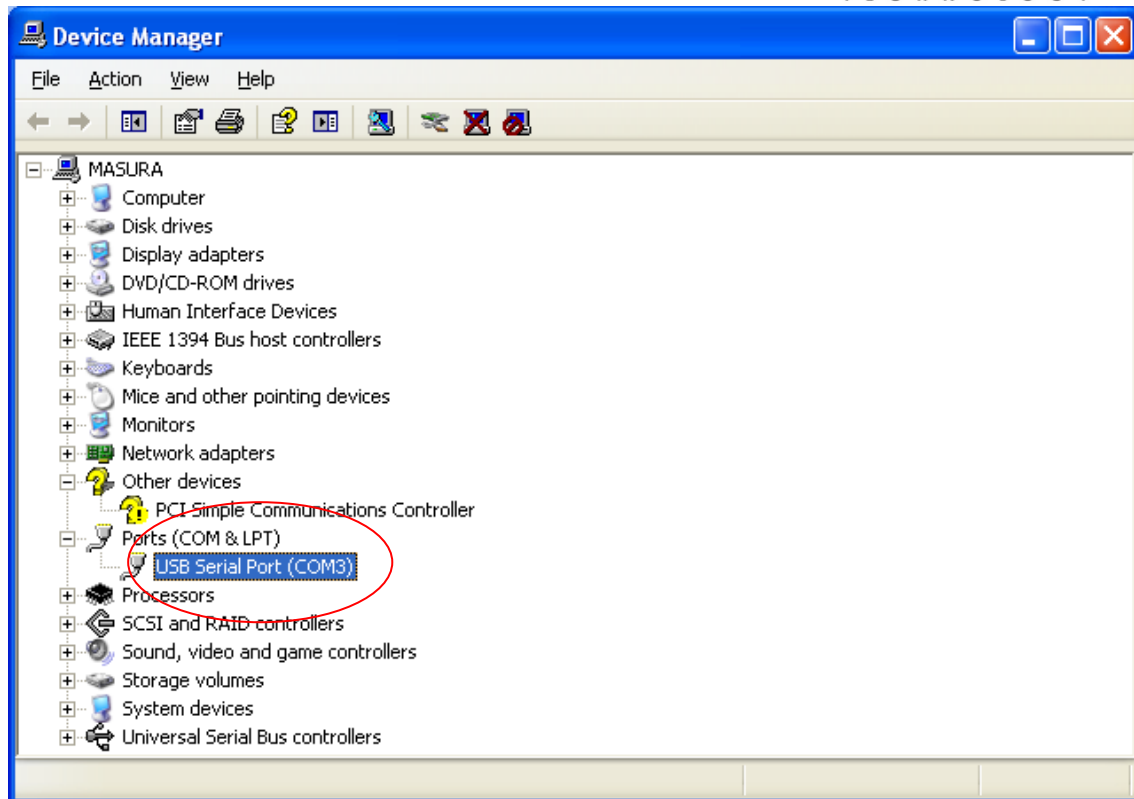 Device Manager
File Action View Help
MASURA
Computer
Disk drives
Display adapters
DVD/CD-ROM drives
Human Interface Devices
IEEE 1394 Bus host controllers
Keyboards
Mice and other pointing devices
Monitors
Network adapters
Other devices
PCI Simple Communications Controller
Ports (COM & LPT)
USB Serial Port (COM3)
Processors
SCSI and RAID controllers
Sound, video and game controllers
Storage volumes
System devices
Universal Serial Bus controllers